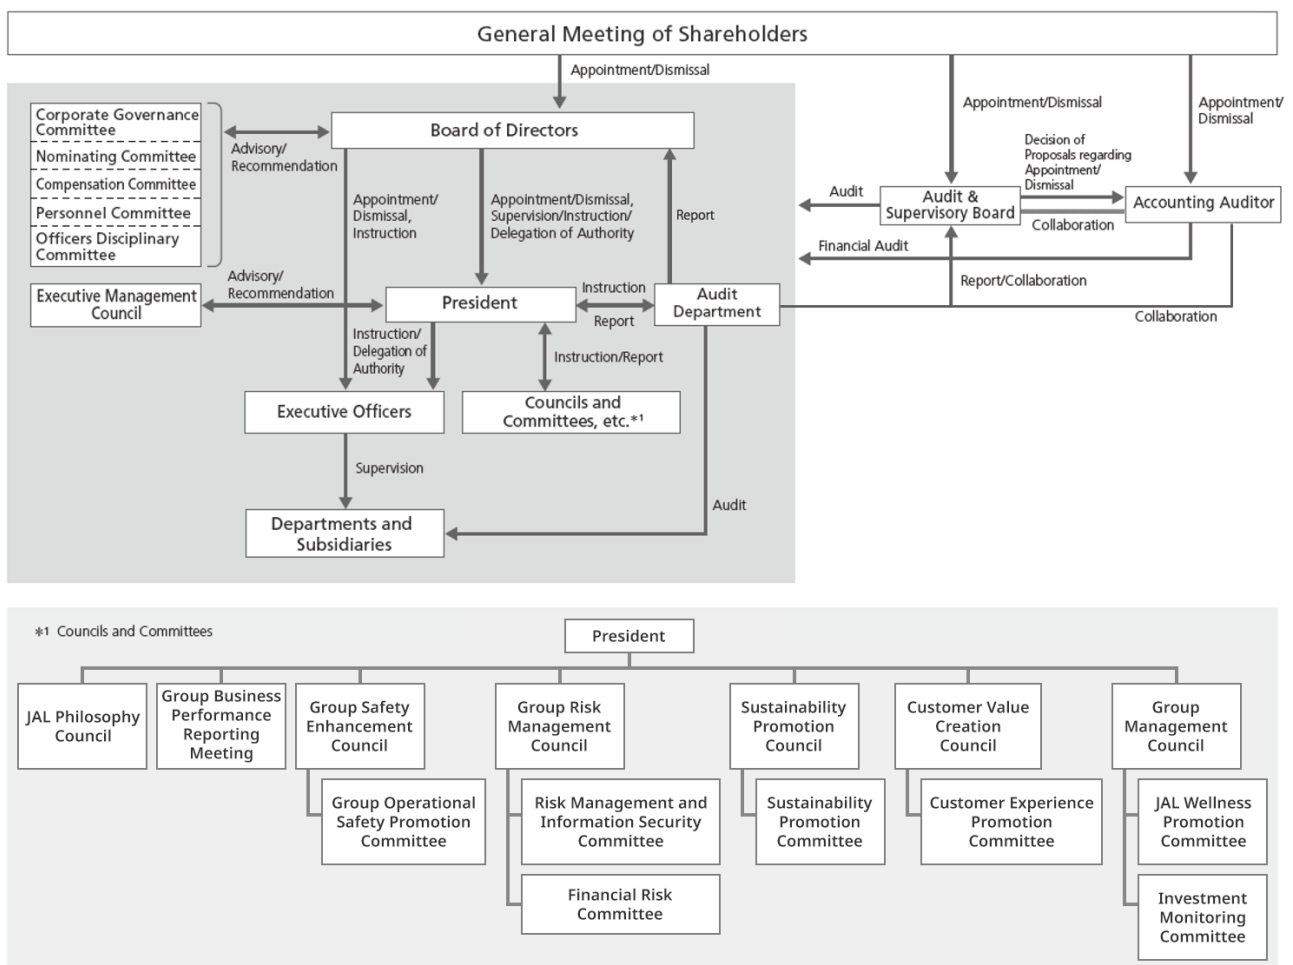 General Meeting of Shareholders
Appointment/Dismissal
Appointment/Dismissal
Appointment/
Dismissal
Corporate Governance
Committee
Nominating Committee
Compensation Committee
Personnel Committee
Officers Disciplinary
Committee
Advisory/
Recommendation
Board of Directors
Decision of
Proposals regarding
Appointment/
Dismissal
Audit
Audit &
Supervisory Board
Accounting Auditor
Collaboration
Appointment/
Dismissal,
Instruction
Appointment/Dismissal,
Supervision/Instruction/
Delegation of Authority
Report
Financial Audit
Report/Collaboration
Collaboration
Executive Management
Council
Advisory/
Recommendation
President
Instruction
Report
Audit
Department
Instruction/
Delegation of
Authority
Instruction/Report
Executive Officers
Councils and
Committees, etc.*1
Supervision
Audit
Departments and
Subsidiaries
*1 Councils and Committees
President
JAL Philosophy
Council
Group Business
Performance
Reporting
Meeting
Group Safety
Enhancement
Council
Group Risk
Management
Council
Sustainability
Promotion
Council
Customer Value
Creation
Council
Group
Management
Council
Group Operational
Safety Promotion
Committee
Risk Management and
Information Security
Committee
Sustainability
Promotion
Committee
Customer Experience
Promotion
Committee
JAL Wellness
Promotion
Committee
Financial Risk
Committee
Investment
Monitoring
Committee